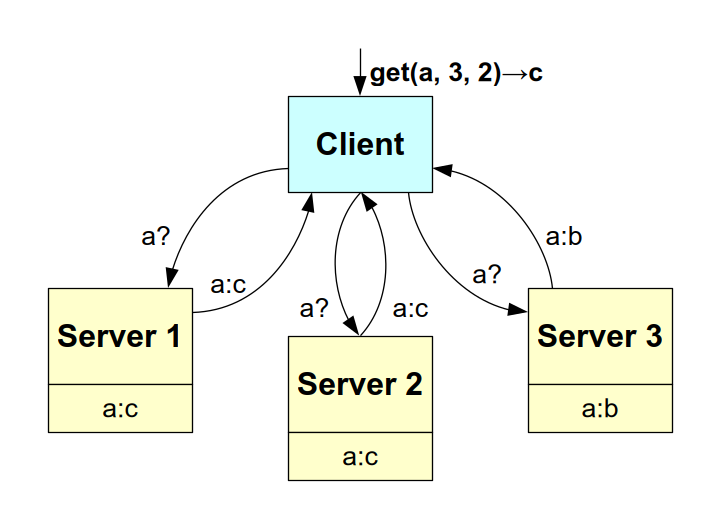 get(a, 3, 2)→c
Client
a?
a:c
a?
a:c
a?
a:b
Server 1
a:c
Server 2
a:c
Server 3
a:b